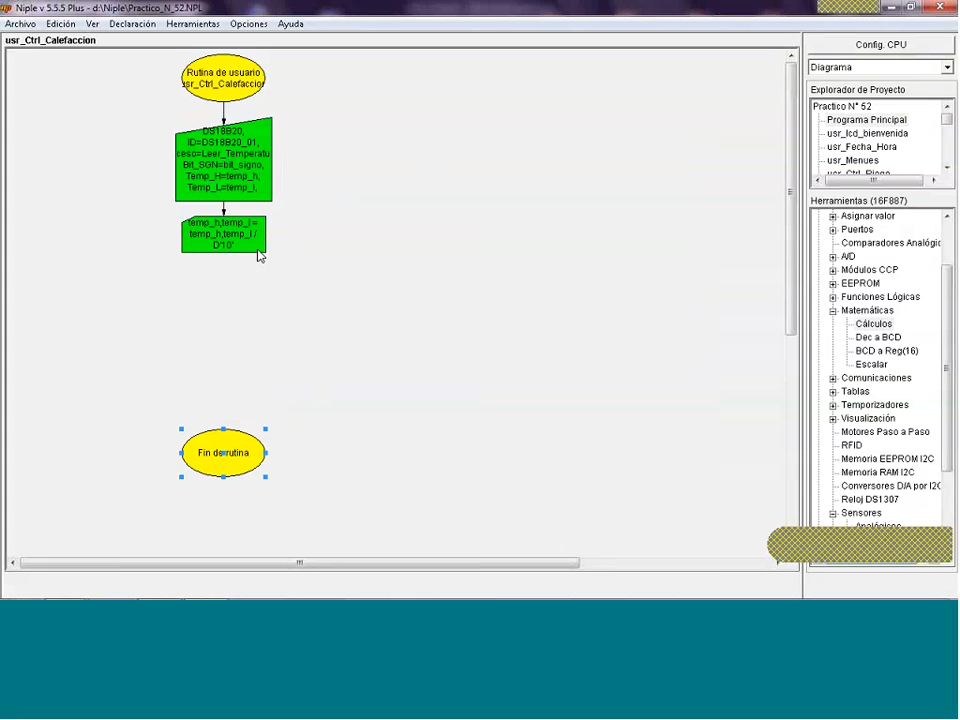 Niple v 5.5.5 Plus - d:\Niple\Practico_N_52.NPL
Archivo Edición Ver Declaración Herramientas Opciones Ayuda
usr_Ctrl_Calefaccion
Rutina de usuario
usr_Ctrl_Calefaccion
DS18B20,
ID=DS18B20_01,
ceso=Leer_Temperatu
Bit_SGN=bit_signo,
Temp_H=temp_h,
Temp_L=temp_l,
temp_h,temp_l =
temp_h,temp_l /
D'10'
Fin de rutina
Config. CPU
Diagrama
Explorador de Proyecto
Practico N° 52
Programa Principal
usr_lcd_bienvenida
usr_Fecha_Hora
usr_Menues
usr_Ctrl_Riego
Herramientas (16F887)
Asignar valor
Puertos
Comparadores Analógic
A/D
Módulos CCP
EEPROM
Funciones Lógicas
Matemáticas
Cálculos
Dec a BCD
BCD a Reg(16)
Escalar
Comunicaciones
Tablas
Temporizadores
Visualización
Motores Paso a Paso
RFID
Memoria EEPROM I2C
Memoria RAM I2C
Conversores D/A por I2C
Reloj DS1307
Sensores
Analógicos